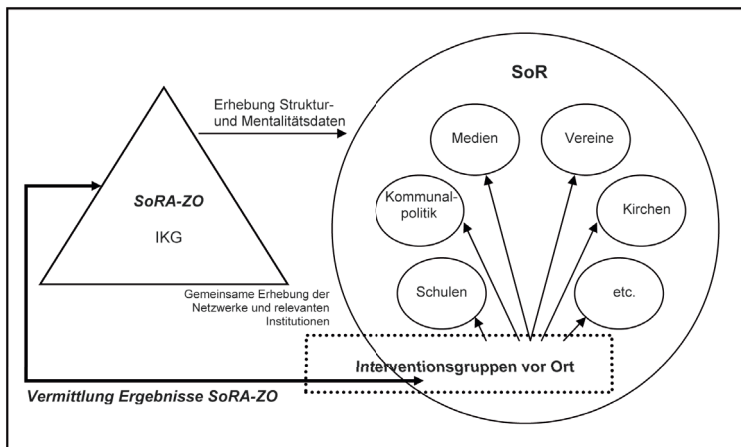 SoR
Erhebung Struktur-
und Mentalitätsdaten
Medien
Vereine
SoRA-ZO
IKG
Kommunal-
politik
Kirchen
Gemeinsame Erhebung der
Netzwerke und relevanten
Institutionen
Schulen
etc.
Interventionsgruppen vor Ort
Vermittlung Ergebnisse SoRA-ZO